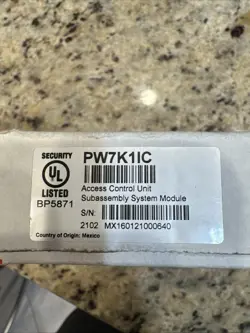 SECURITY
UL
LISTED
BP5871
PW7K1IC
Access Control Unit
Subassembly System Module
S/N:
2102 MX160121000640
Country of Origin: Mexico